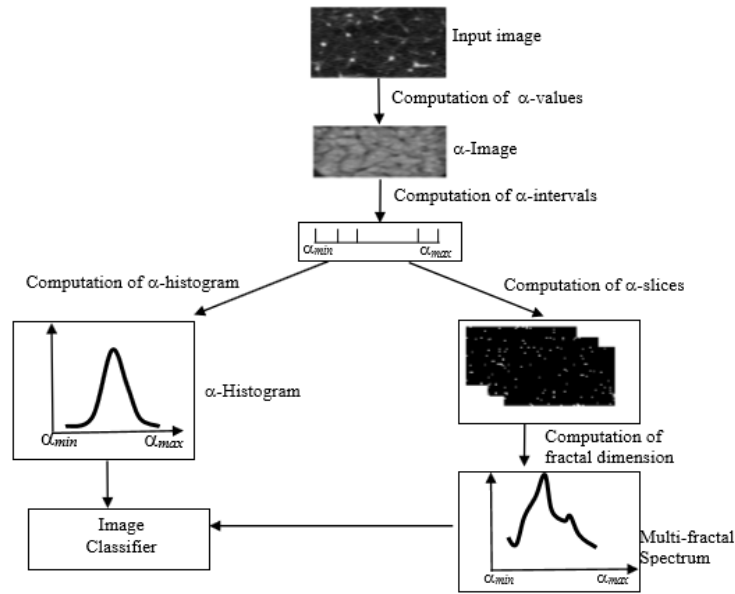 Input image
Computation of α-values
α-Image
Computation of α-intervals
αmin αmax
Computation of α-histogram
Computation of α-slices
α-Histogram
αmin αmax
Computation of
fractal dimension
Image
Classifier
Multi-fractal
Spectrum
αmin αmax